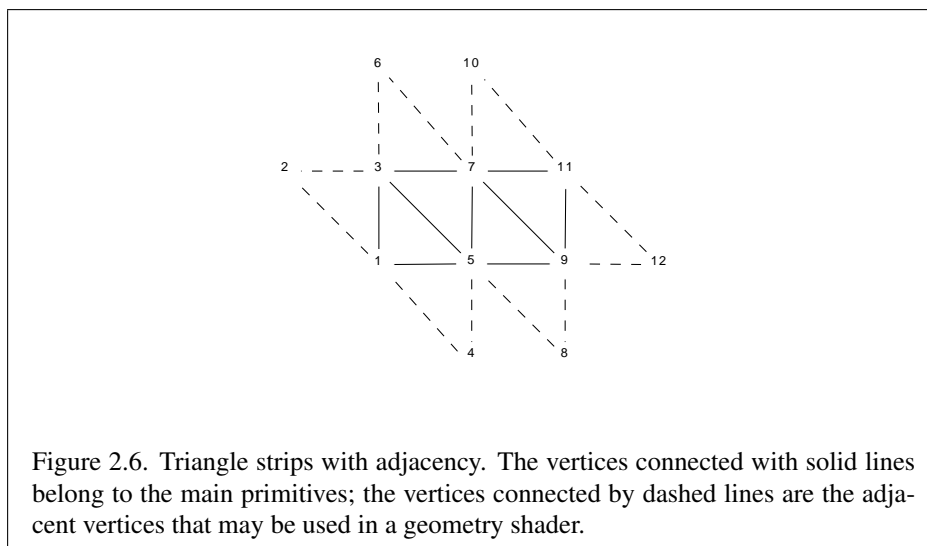 6 10
2 3 7 11
1 5 9 12
4 8
Figure 2.6. Triangle strips with adjacency. The vertices connected with solid lines
belong to the main primitives; the vertices connected by dashed lines are the adja-
cent vertices that may be used in a geometry shader.